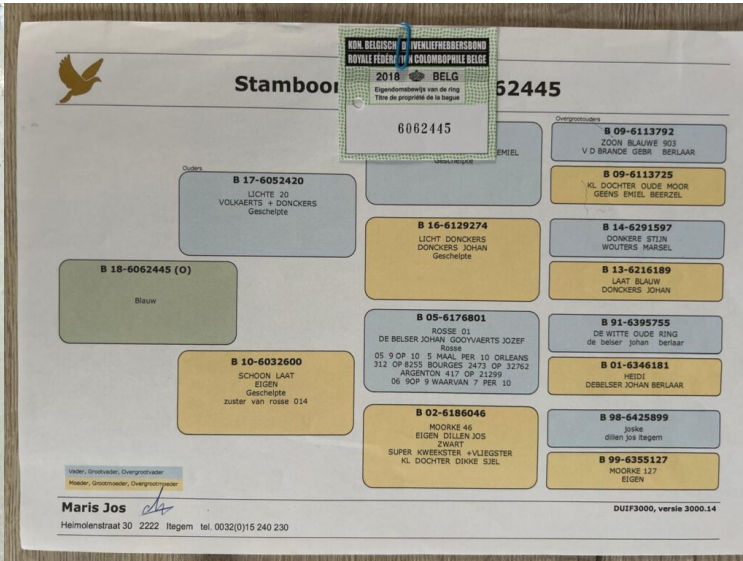 KON. BELGISCHE DUIVENLIEFHEBBERSBOND
ROYALE FÉDÉRATION COLOMBOPHILE BELGE
2018 BELG
Eigendomsbewijs van de ring
Titre de propriété de la bague
6062445
Stamboo 62445
Ouders
B 17-6052420
LICHTE 20
VOLKAERTS + DONCKERS
Geschelpte
B 18-6062445 (O)
Blauw
B 10-6032600
SCHOON LAAT
EIGEN
Geschelpte
zuster van rosse 014
EMIEL
Geschelpte
B 16-6129274
LICHT DONCKERS
DONCKERS JOHAN
Geschelpte
B 05-6176801
ROSSE 01
DE BELSER JOHAN GOOYVAERTS JOZEF
Rosse
05 9 OP 10 5 MAAL PER 10 ORLEANS
312 OP 8255 BOURGES 2473 OP 32762
ARGENTON 417 OP 21299
06 9OP 9 WAARVAN 7 PER 10
B 02-6186046
MOORKE 46
EIGEN DILLEN JOS
ZWART
SUPER KWEEKSTER +VLIEGSTER
KL DOCHTER DIKKE SJEL
Overgrootouders
B 09-6113792
ZOON BLAUWE 903
V D BRANDE GEBR BERLAAR
B 09-6113725
KL DOCHTER OUDE MOOR
GEENS EMIEL BEERZEL
B 14-6291597
DONKERE STIJN
WOUTERS MARSEL
B 13-6216189
LAAT BLAUW
DONCKERS JOHAN
B 91-6395755
DE WITTE OUDE RING
de belser johan berlaar
B 01-6346181
HEIDI
DEBELSER JOHAN BERLAAR
B 98-6425899
joske
dillen jos itegem
B 99-6355127
MOORKE 127
EIGEN
Vader, Grootvader, Overgrootvader
Moeder, Grootmoeder, Overgrootmoeder
Maris Jos
Heimolenstraat 30 2222 Itegem tel. 0032(0)15 240 230
DUIF3000, versie 3000.14